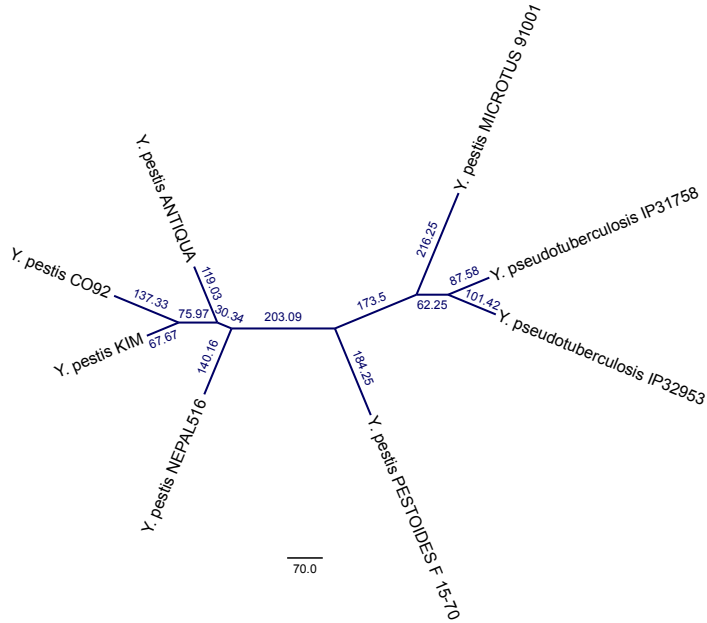 Y. pestis MICROTUS 91001
216.25
Y. pestis ANTIQUA
119.03
Y. pseudotuberculosis IP31758
87.58
Y. pestis CO92
137.33
101.42
173.5
62.25
75.97
30.34
203.09
Y. pseudotuberculosis IP32953
Y. pestis KIM
67.67
140.16
184.25
Y. pestis NEPAL516
Y. pestis PESTOIDES F 15-70
70.0